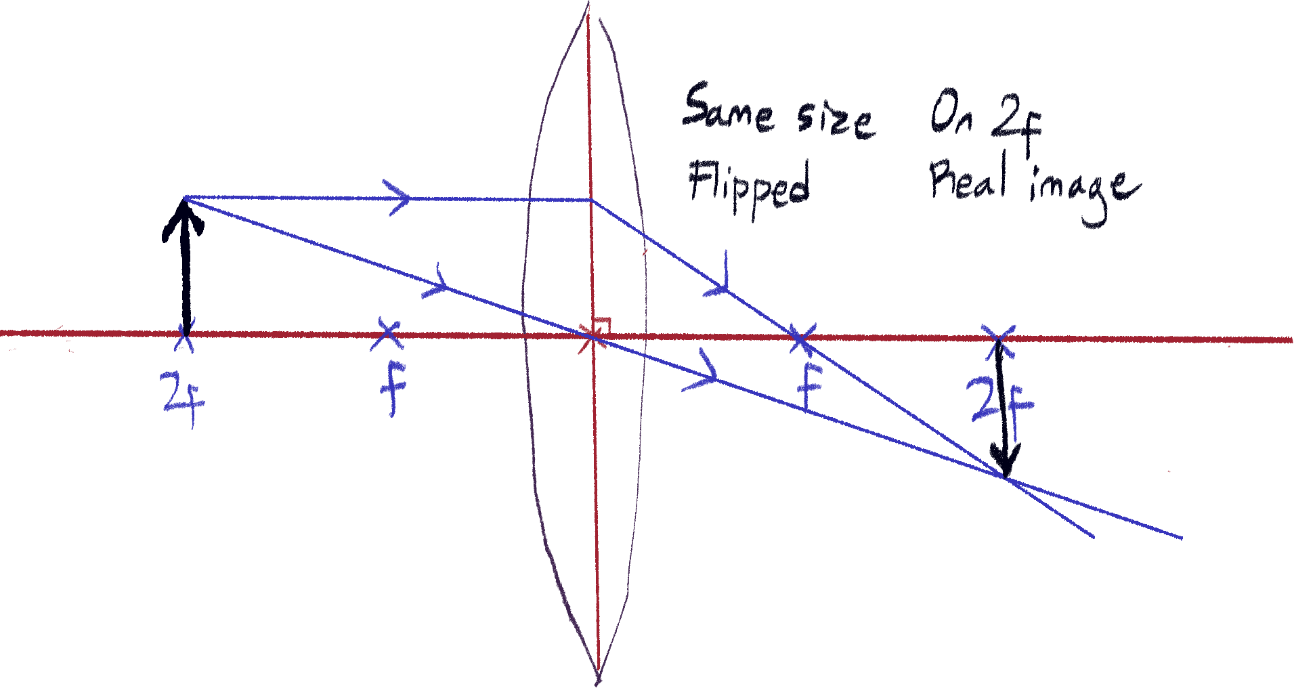 Same size On 2f
Flipped Real image
2f f f 2f